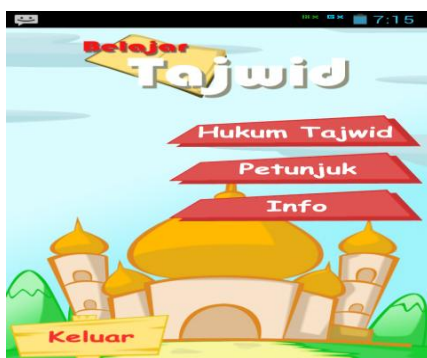 7:15
Belajar
Tajwid
Hukum Tajwid
Petunjuk
Info
Keluar